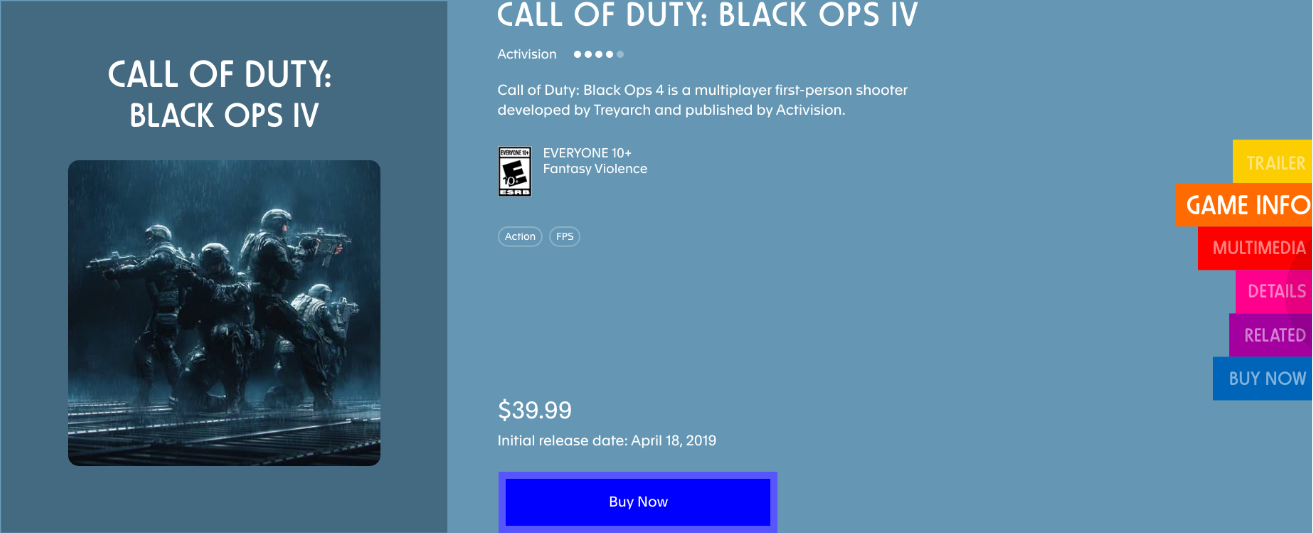 CALL OF DUTY:
BLACK OPS IV
CALL OF DUTY: BLACK OPS IV
Activision
Call of Duty: Black Ops 4 is a multiplayer first-person shooter
developed by Treyarch and published by Activision.
EVERYONE 10+
E
10+
ESRB
EVERYONE 10+
Fantasy Violence
Action
FPS
$39.99
Initial release date: April 18, 2019
Buy Now
TRAILER
GAME INFO
MULTIMEDIA
DETAILS
RELATED
BUY NOW